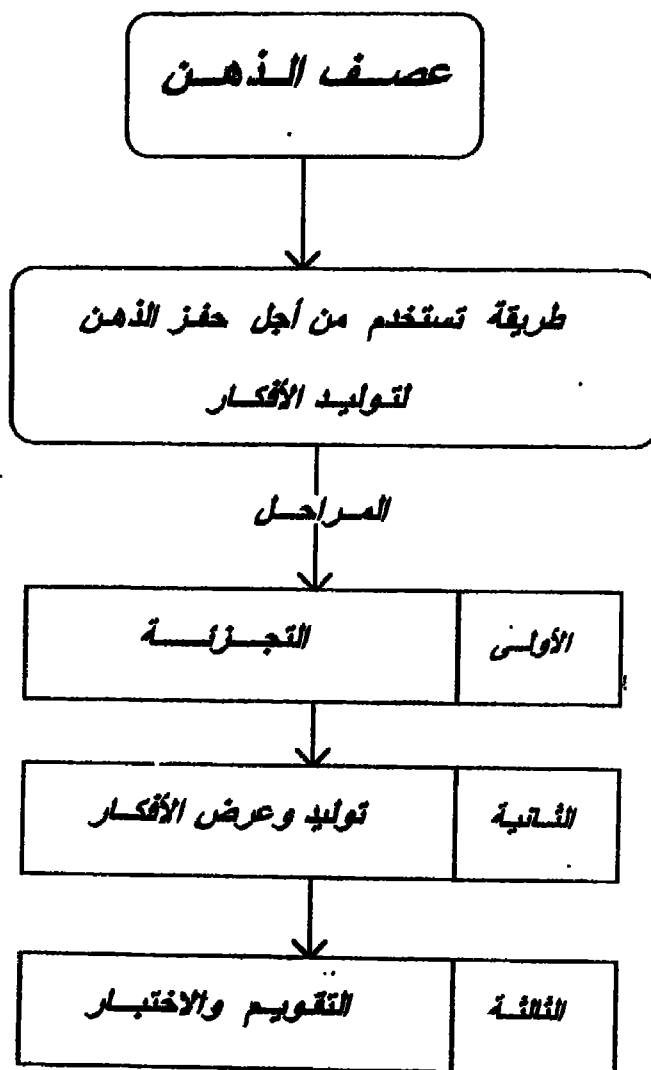 عصف الذهن
طريقة تستخدم من أجل حفز الذهن
لتوليد الأفكار
المراحل
الأولى التجزئة
الثانية توليد وعرض الأفكار
الثالثة التقويم والاختبار